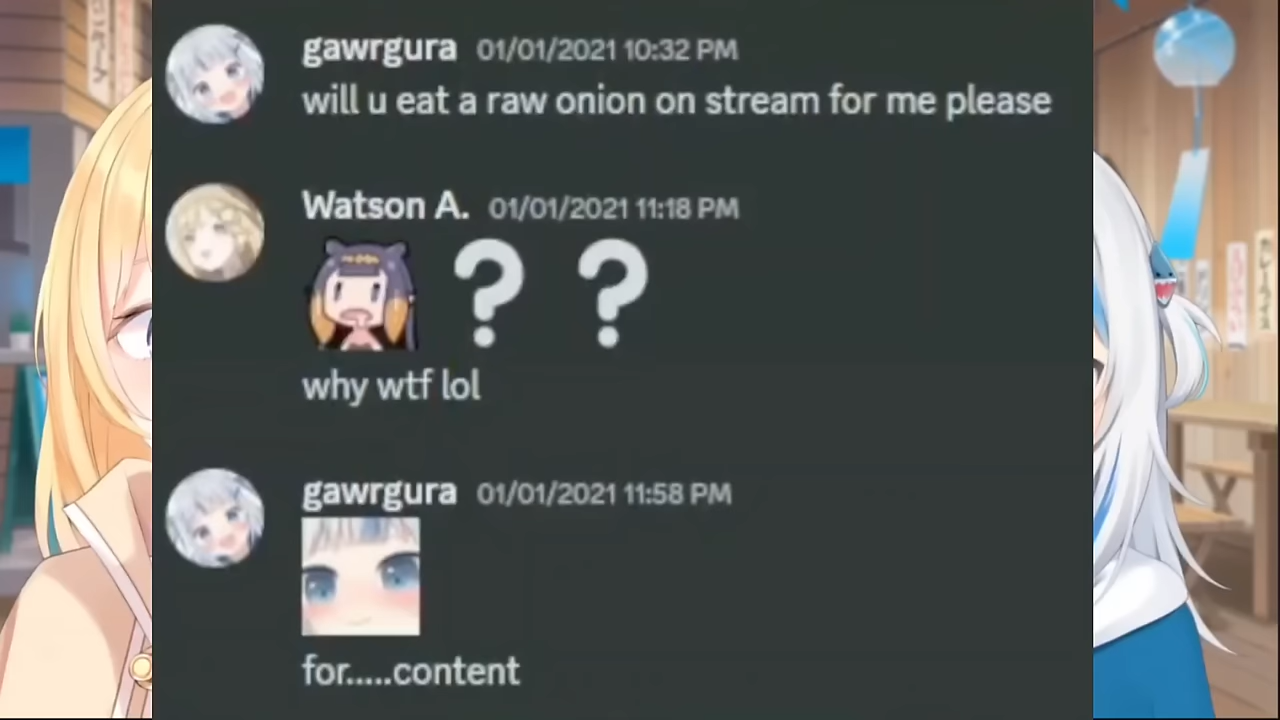 gawrgura 01/01/2021 10:32 PM
will u eat a raw onion on stream for me please
Watson A. 01/01/2021 11:18 PM
? ?
why wtf lol
gawrgura 01/01/2021 11:58 PM
for.....content